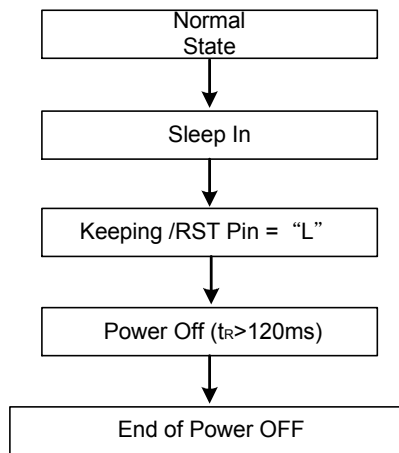 Normal
State
Sleep In
Keeping /RST Pin = “L”
Power Off (tR>120ms)
End of Power OFF